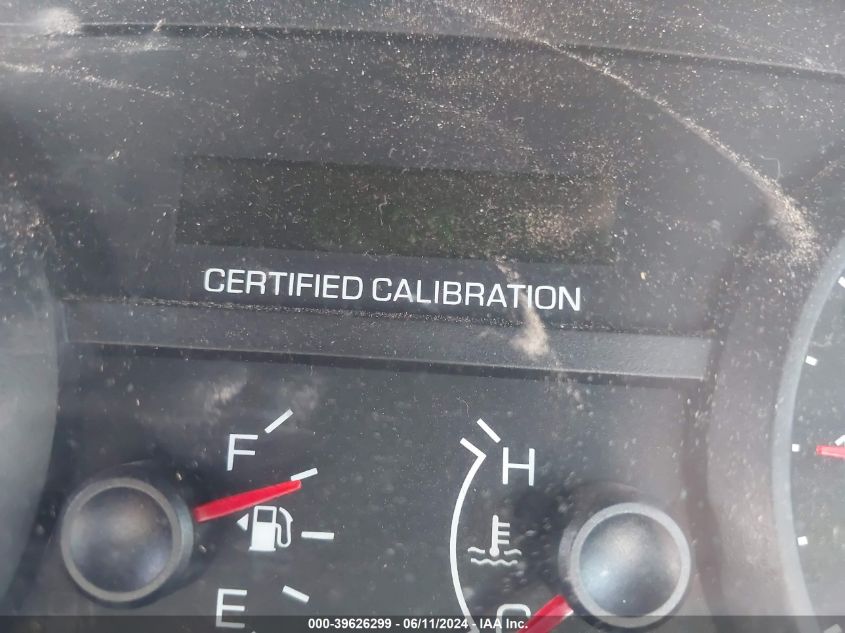 CERTIFIED CALIBRATION
F
H
E
C
000-39626299 - 06/11/2024 - IAA Inc.